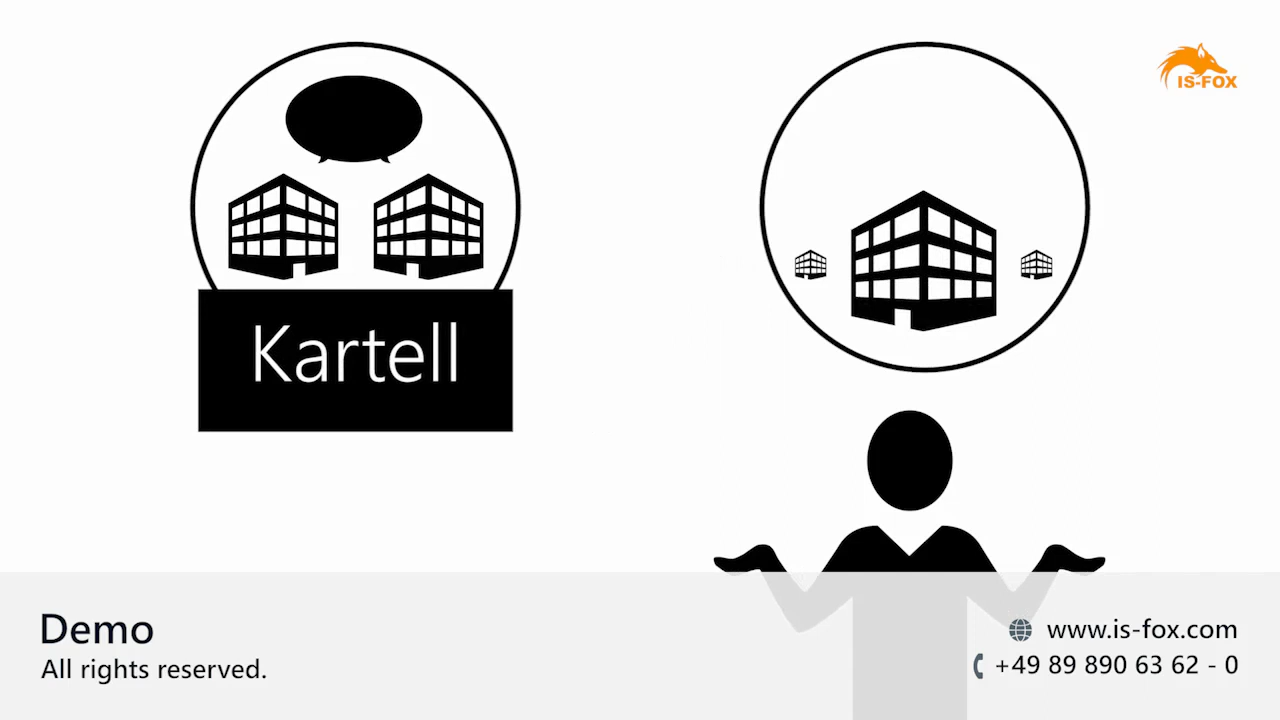 IS-FOX
Kartell
Demo
All rights reserved.
www.is-fox.com
+49 89 890 63 62 - 0